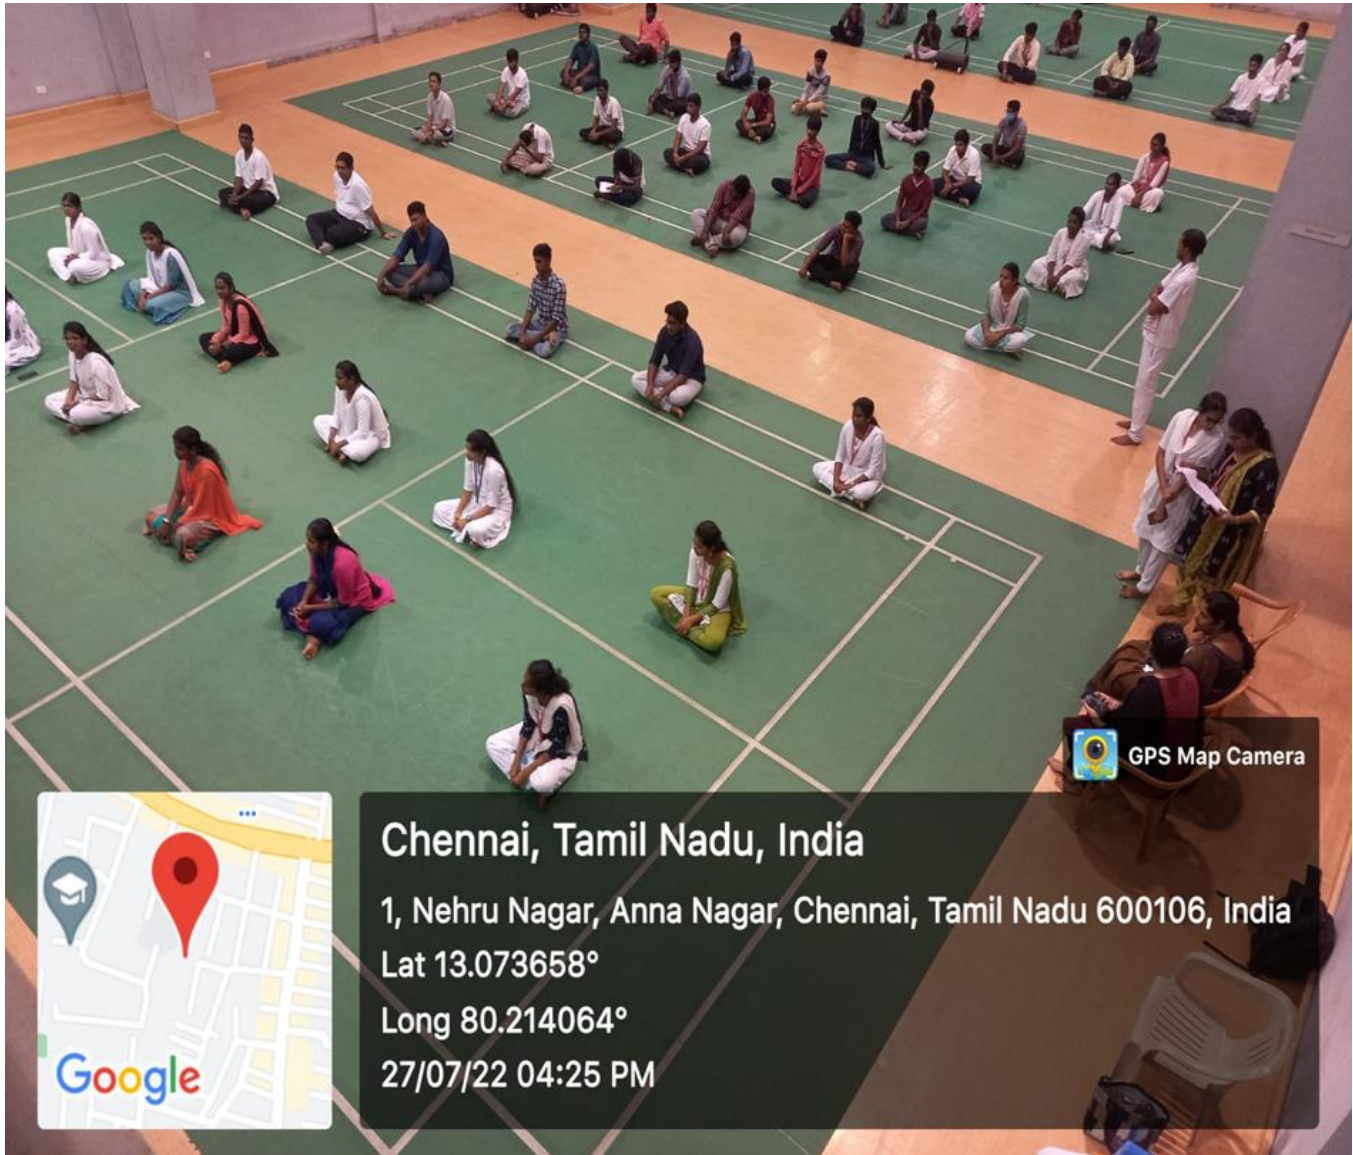 GPS Map Camera
Chennai, Tamil Nadu, India
1, Nehru Nagar, Anna Nagar, Chennai, Tamil Nadu 600106, India
Lat 13.073658°
Long 80.214064°
27/07/22 04:25 PM
Google